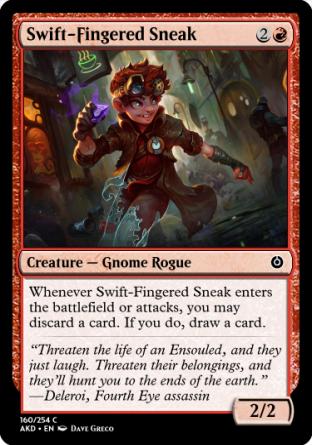 Swift-Fingered Sneak 2
Creature — Gnome Rogue
Whenever Swift-Fingered Sneak enters
the battlefield or attacks, you may
discard a card. If you do, draw a card.
“Threaten the life of an Ensouled, and they
just laugh. Threaten their belongings, and
they’ll hunt you to the ends of the earth.”
—Deleroi, Fourth Eye assassin
2/2
160/254 C
AKD • EN Dave Greco